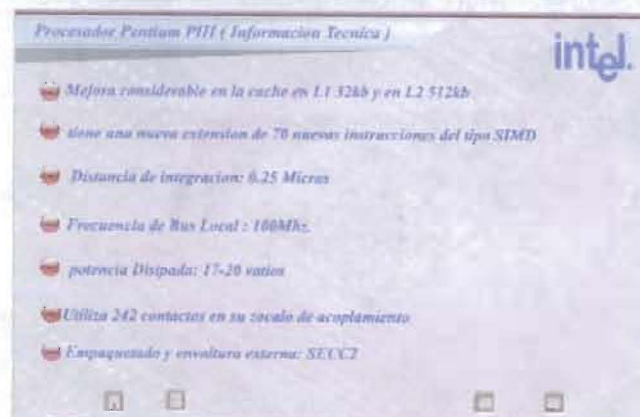 Procesador Pentium PIII ( Informacion Tecnica )
intel.
Mejora considerable en la cache en L1 32kb y en L2 512kb
tiene una nueva extension de 70 nuevas instrucciones del tipo SIMD
Distancia de integracion: 0.25 Micras
Frecuencia de Bus Local : 100Mhz.
potencia Disipada: 17-20 vatios
Utiliza 242 contactos en su zocalo de acoplamiento
Empaquetado y envoltura externa: SECC2